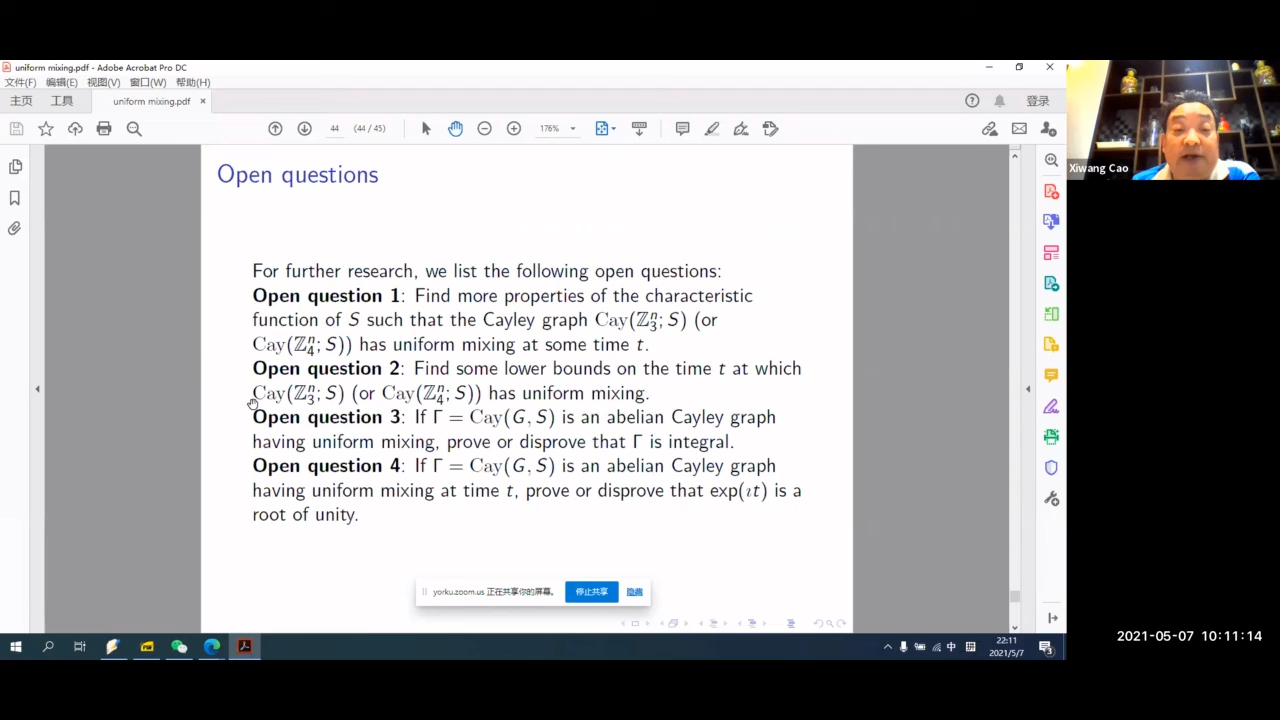 uniform mixing.pdf - Adobe Acrobat Pro DC
文件(F) 编辑(E) 视图(V) 窗口(W) 帮助(H)
主页 工具 uniform mixing.pdf × 登录
44 (44 / 45) 176%
Open questions
For further research, we list the following open questions:
Open question 1: Find more properties of the characteristic
function of S such that the Cayley graph Cay(ℤ₃ⁿ; S) (or
Cay(ℤ₄ⁿ; S)) has uniform mixing at some time t.
Open question 2: Find some lower bounds on the time t at which
Cay(ℤ₃ⁿ; S) (or Cay(ℤ₄ⁿ; S)) has uniform mixing.
Open question 3: If Γ = Cay(G, S) is an abelian Cayley graph
having uniform mixing, prove or disprove that Γ is integral.
Open question 4: If Γ = Cay(G, S) is an abelian Cayley graph
having uniform mixing at time t, prove or disprove that exp(ıt) is a
root of unity.
yorku.zoom.us 正在共享你的屏幕。 停止共享 隐藏
中 拼
22:11
2021/5/7
3
Xiwang Cao
2021-05-07 10:11:14